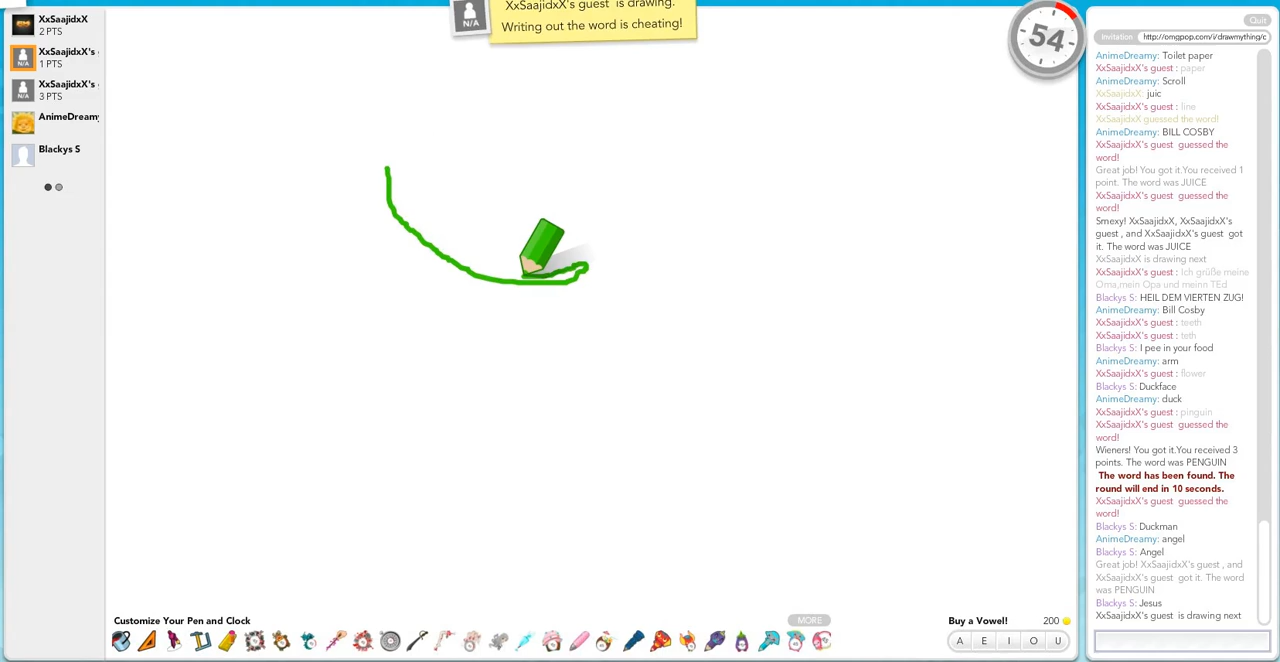 XxSaajidxX
2 PTS
XxSaajidxX's
N/A
1 PTS
XxSaajidxX's
N/A
3 PTS
AnimeDreamy
Blackys S
N/A
XxSaajidxX's guest is drawing.
Writing out the word is cheating!
54
Quit
Invitation http://omgpop.com/i/drawmything/c
AnimeDreamy: Toilet paper
XxSaajidxX's guest : paper
AnimeDreamy: Scroll
XxSaajidxX: juic
XxSaajidxX's guest : line
XxSaajidxX guessed the word!
AnimeDreamy: BILL COSBY
XxSaajidxX's guest guessed the
word!
Great job! You got it.You received 1
point. The word was JUICE
XxSaajidxX's guest guessed the
word!
Smexy! XxSaajidxX, XxSaajidxX's
guest , and XxSaajidxX's guest got
it. The word was JUICE
XxSaajidxX is drawing next
XxSaajidxX's guest : Ich grüße meine
Oma,mein Opa und meinn TEd
Blackys S: HEIL DEM VIERTEN ZUG!
AnimeDreamy: Bill Cosby
XxSaajidxX's guest : teeth
XxSaajidxX's guest : teth
Blackys S: I pee in your food
AnimeDreamy: arm
XxSaajidxX's guest : flower
Blackys S: Duckface
AnimeDreamy: duck
XxSaajidxX's guest : pinguin
XxSaajidxX's guest guessed the
word!
Wieners! You got it.You received 3
points. The word was PENGUIN
The word has been found. The
round will end in 10 seconds.
XxSaajidxX's guest guessed the
word!
Blackys S: Duckman
AnimeDreamy: angel
Blackys S: Angel
Great job! XxSaajidxX's guest , and
XxSaajidxX's guest got it. The word
was PENGUIN
Blackys S: Jesus
XxSaajidxX's guest is drawing next
Customize Your Pen and Clock
MORE
Buy a Vowel! 200
A E I O U